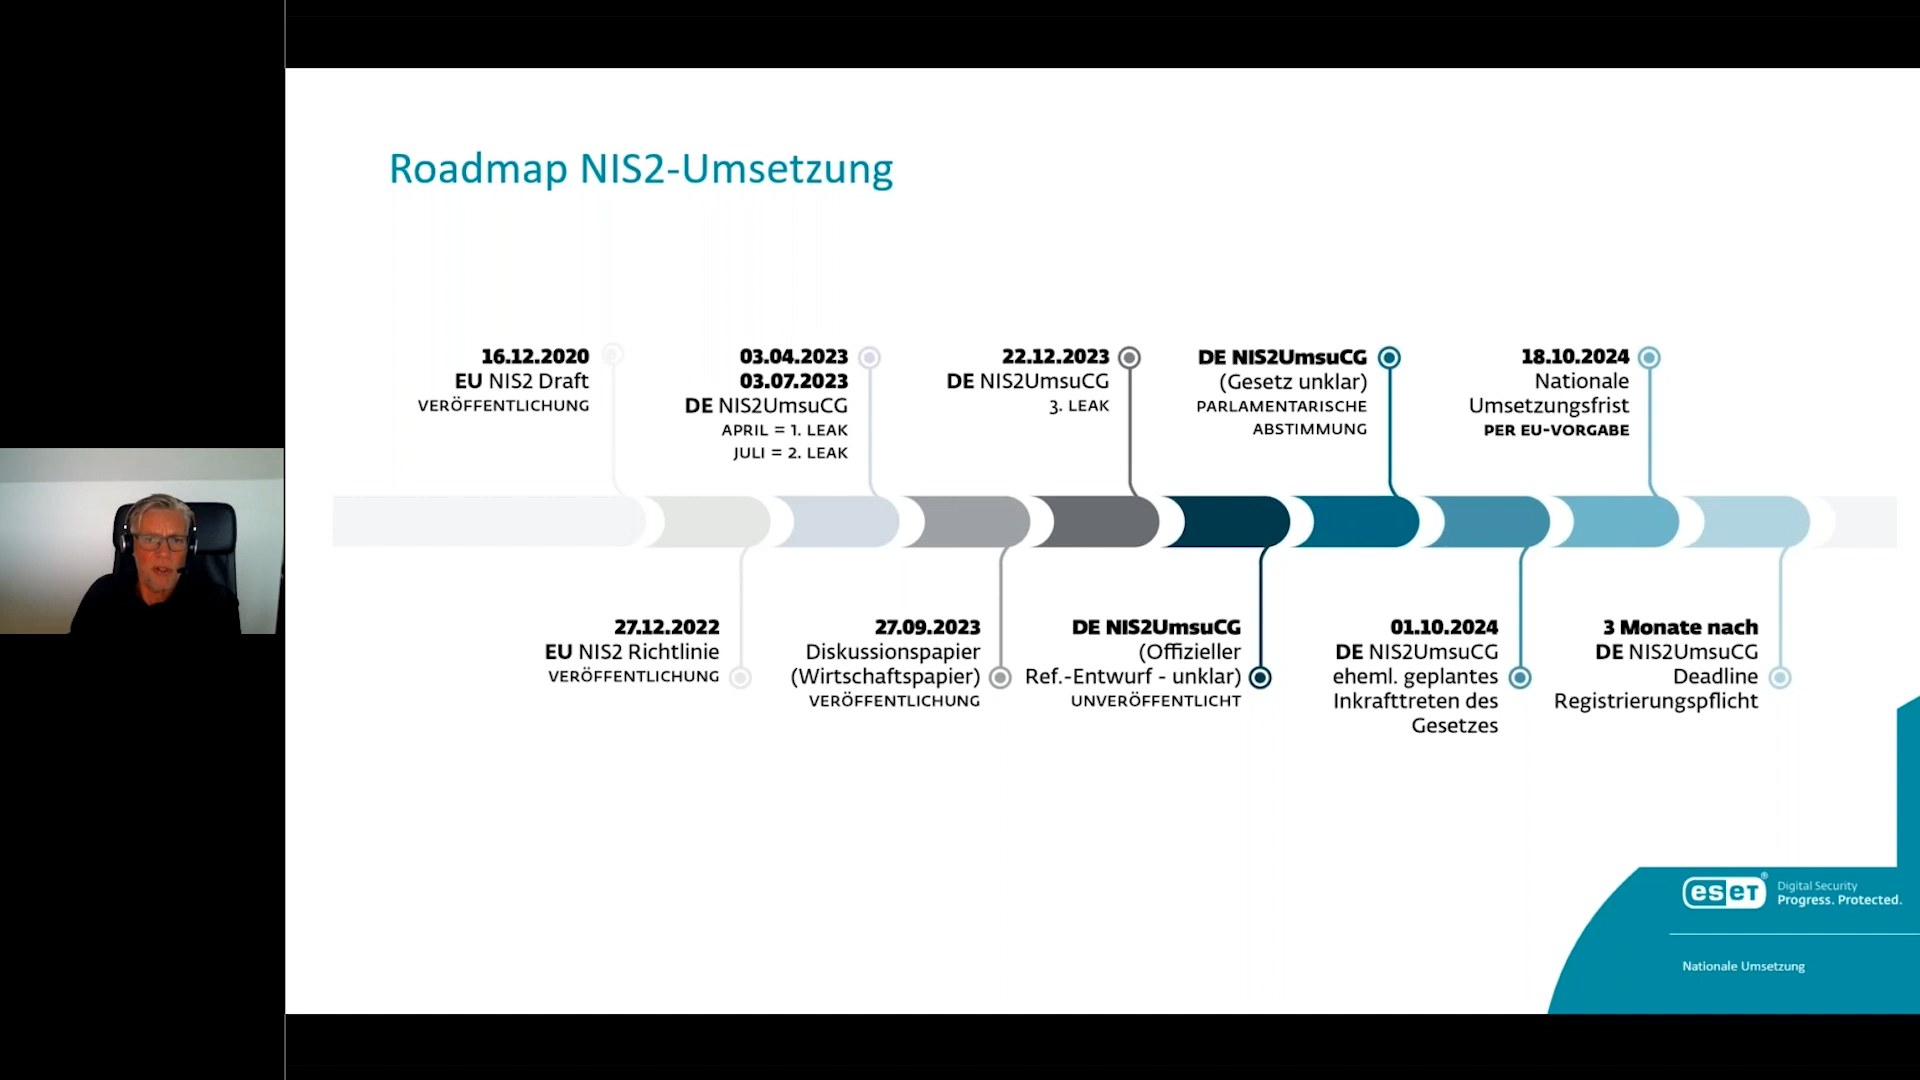 Roadmap NIS2-Umsetzung
16.12.2020
EU NIS2 Draft
VERÖFFENTLICHUNG
03.04.2023
03.07.2023
DE NIS2UmsuCG
APRIL = 1. LEAK
JULI = 2. LEAK
22.12.2023
DE NIS2UmsuCG
3. LEAK
DE NIS2UmsuCG
(Gesetz unklar)
PARLAMENTARISCHE
ABSTIMMUNG
18.10.2024
Nationale
Umsetzungsfrist
PER EU-VORGABE
27.12.2022
EU NIS2 Richtlinie
VERÖFFENTLICHUNG
27.09.2023
Diskussionspapier
(Wirtschaftspapier)
VERÖFFENTLICHUNG
DE NIS2UmsuCG
(Offizieller
Ref.-Entwurf - unklar)
UNVERÖFFENTLICHT
01.10.2024
DE NIS2UmsuCG
eheml. geplantes
Inkrafttreten des
Gesetzes
3 Monate nach
DE NIS2UmsuCG
Deadline
Registrierungspflicht
eseT®
Digital Security
Progress. Protected.
Nationale Umsetzung